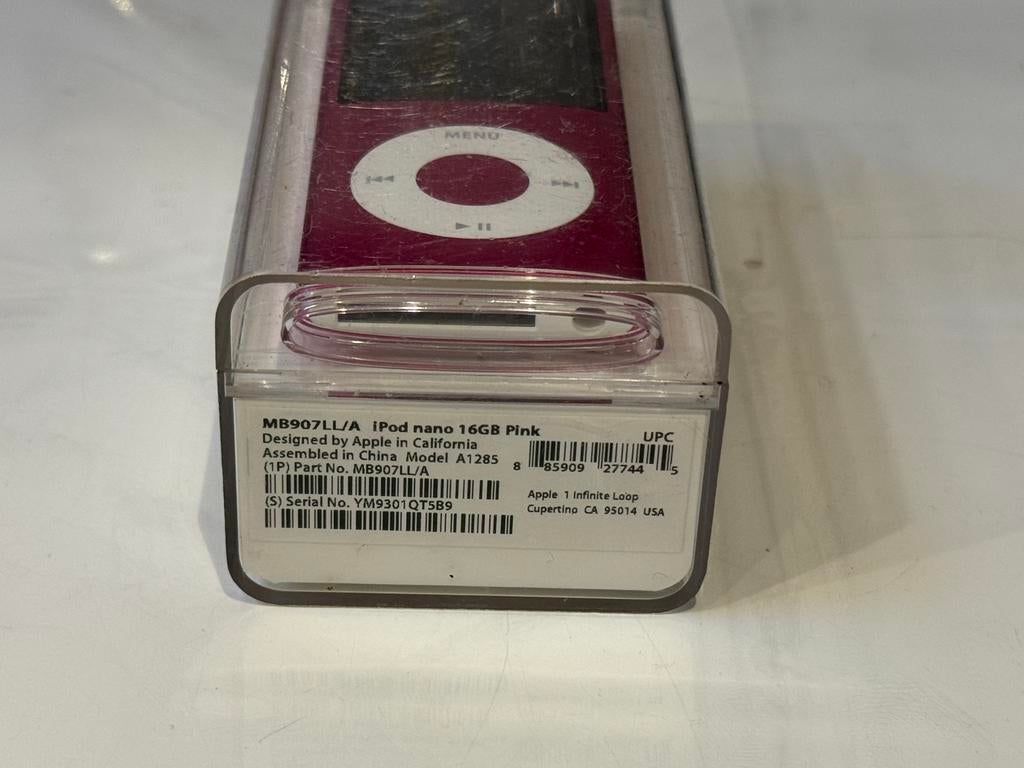 MENU
MB907LL/A iPod nano 16GB Pink
Designed by Apple in California
Assembled in China Model A1285
(1P) Part No. MB907LL/A
(S) Serial No. YM9301QT5B9
UPC
8 85909 27744 5
Apple 1 Infinite Loop
Cupertino CA 95014 USA